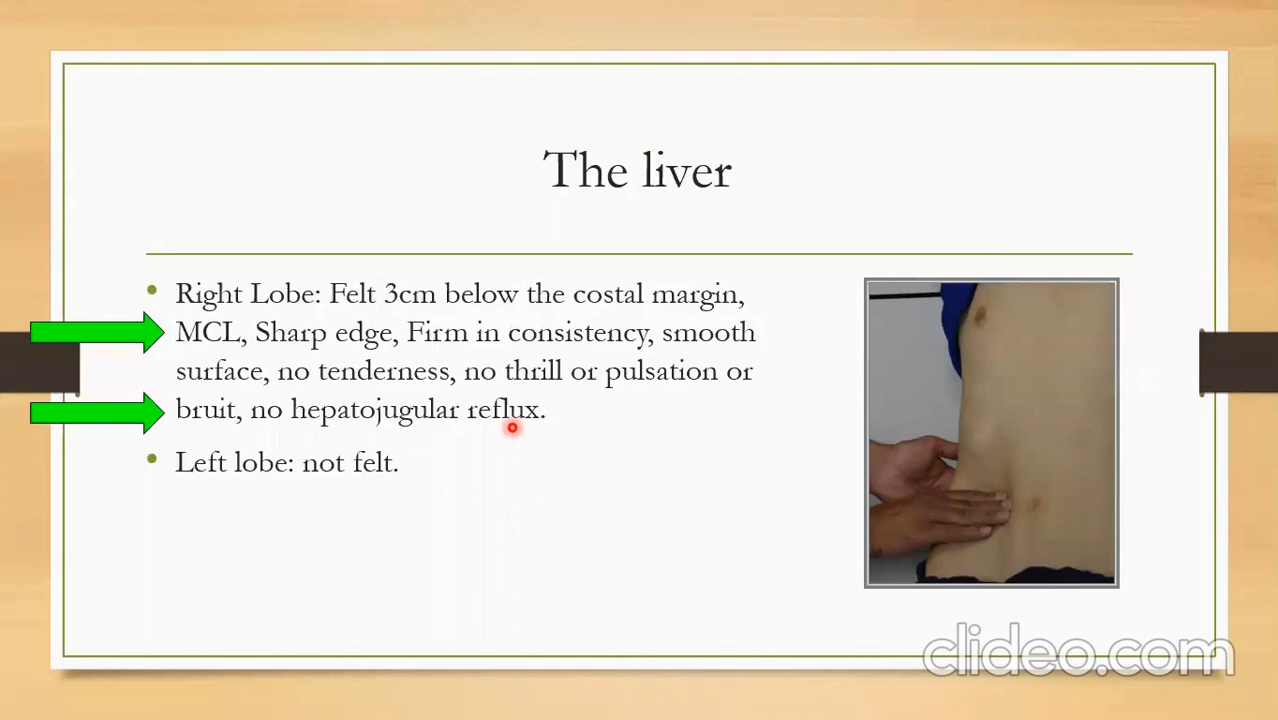 The liver
• Right Lobe: Felt 3cm below the costal margin,
MCL, Sharp edge, Firm in consistency, smooth
surface, no tenderness, no thrill or pulsation or
bruit, no hepatojugular reflux.
• Left lobe: not felt.
clideo.com